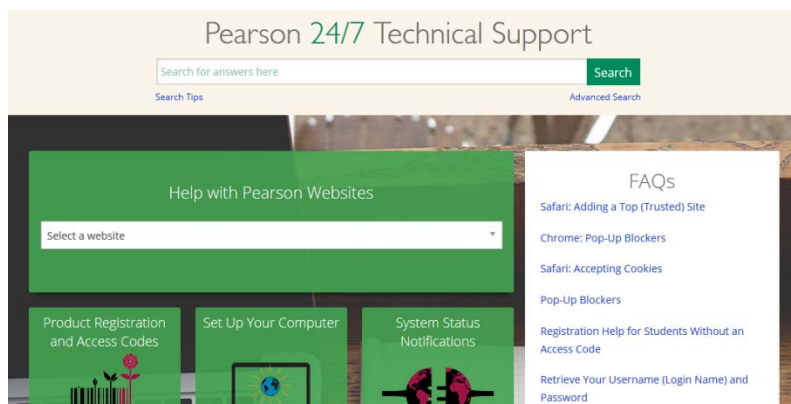 Pearson 24/7 Technical Support
Search for answers here
Search
Search Tips
Advanced Search
Help with Pearson Websites
Select a website
Product Registration
and Access Codes
Set Up Your Computer
System Status
Notifications
FAQs
Safari: Adding a Top (Trusted) Site
Chrome: Pop-Up Blockers
Safari: Accepting Cookies
Pop-Up Blockers
Registration Help for Students Without an
Access Code
Retrieve Your Username (Login Name) and
Password